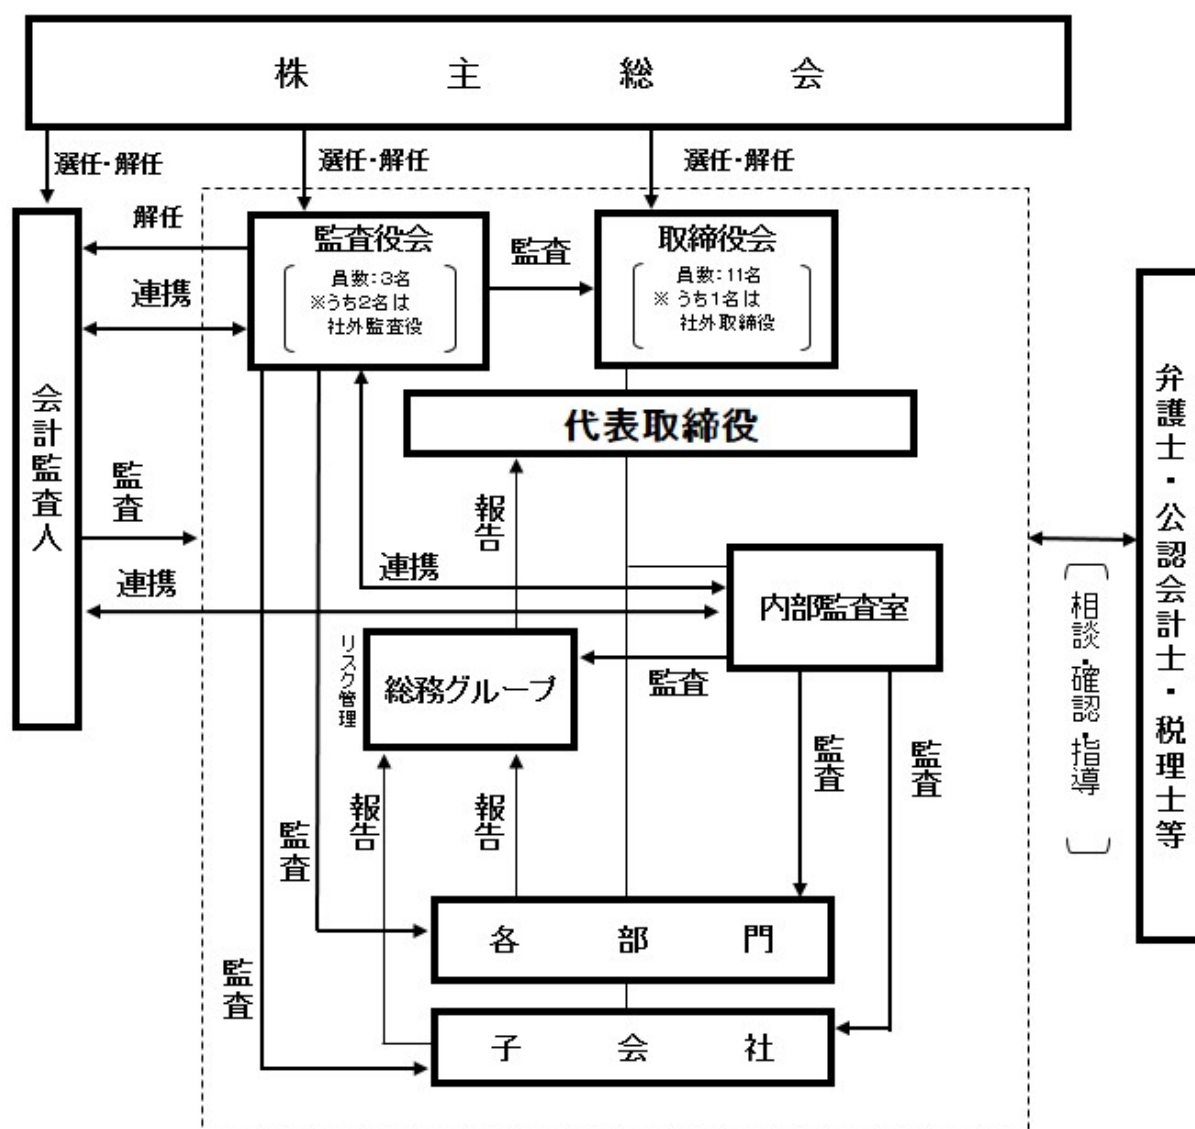 株主総会
選任・解任
選任・解任
選任・解任
解任
監査役会
員数：3名
※うち2名は
社外監査役
監査
取締役会
員数：11名
※ うち1名は
社外取締役
連携
会計監査人
代表取締役
弁護士・公認会計士・税理士等
監査
報告
連携
連携
内部監査室
相談・確認・指導
リスク管理
総務グループ
監査
監査
監査
報告
報告
監査
各部門
監査
子会社